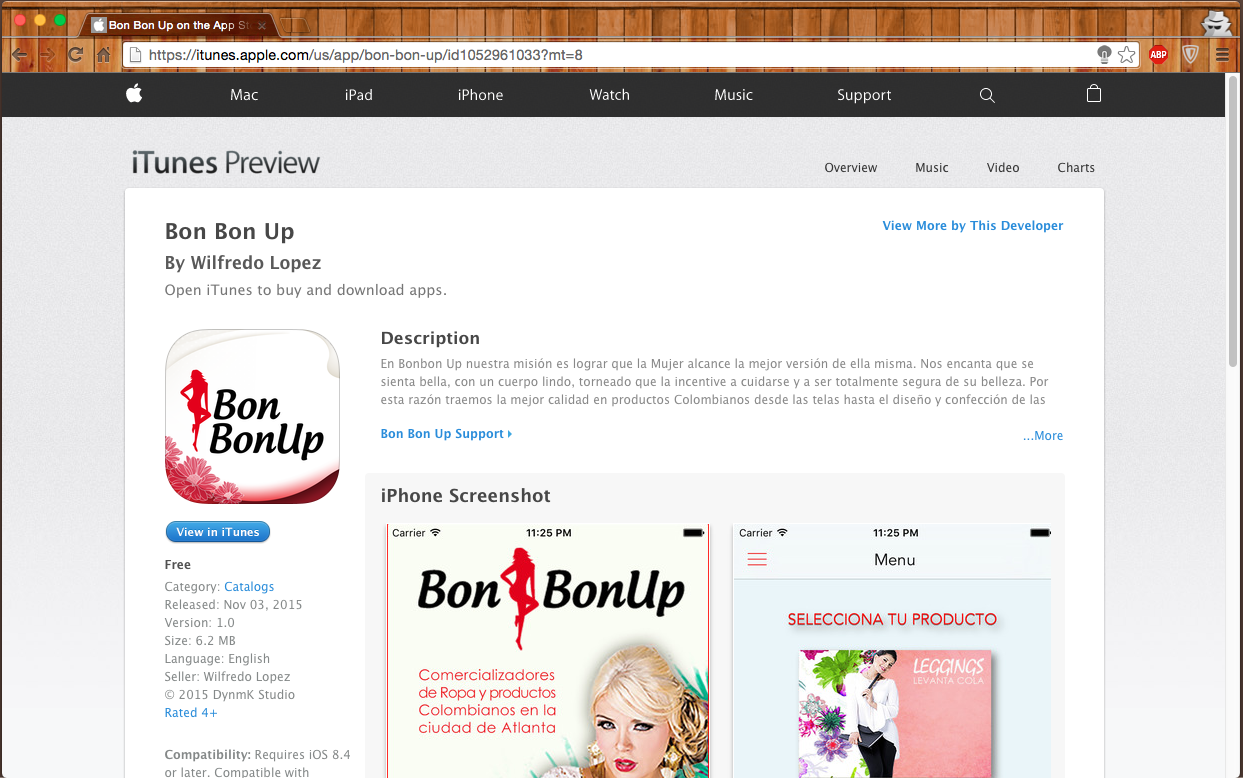 Bon Bon Up on the App St
https://itunes.apple.com/us/app/bon-bon-up/id1052961033?mt=8
ABP
Mac iPad iPhone Watch Music Support
iTunes Preview
Overview Music Video Charts
Bon Bon Up
View More by This Developer
By Wilfredo Lopez
Open iTunes to buy and download apps.
Bon
BonUp
View in iTunes
Free
Category: Catalogs
Released: Nov 03, 2015
Version: 1.0
Size: 6.2 MB
Language: English
Seller: Wilfredo Lopez
© 2015 DynmK Studio
Rated 4+
Compatibility: Requires iOS 8.4
or later. Compatible with
Description
En Bonbon Up nuestra misión es lograr que la Mujer alcance la mejor versión de ella misma. Nos encanta que se
sienta bella, con un cuerpo lindo, torneado que la incentive a cuidarse y a ser totalmente segura de su belleza. Por
esta razón traemos la mejor calidad en productos Colombianos desde las telas hasta el diseño y confección de las
Bon Bon Up Support
...More
iPhone Screenshot
Carrier 11:25 PM
Bon BonUp
Comercializadores
de Ropa y productos
Colombianos en la
ciudad de Atlanta
Carrier 11:25 PM
Menu
SELECCIONA TU PRODUCTO
LEGGINGS
LEVANTA COLA